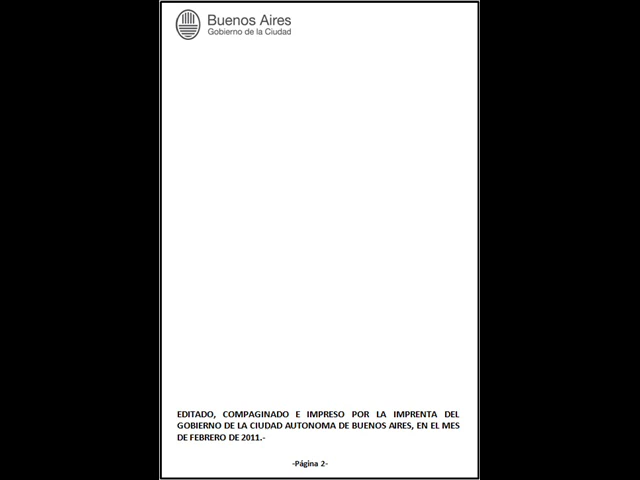 Buenos Aires
Gobierno de la Ciudad
EDITADO, COMPAGINADO E IMPRESO POR LA IMPRENTA DEL
GOBIERNO DE LA CIUDAD AUTONOMA DE BUENOS AIRES, EN EL MES
DE FEBRERO DE 2011.-
-Página 2-